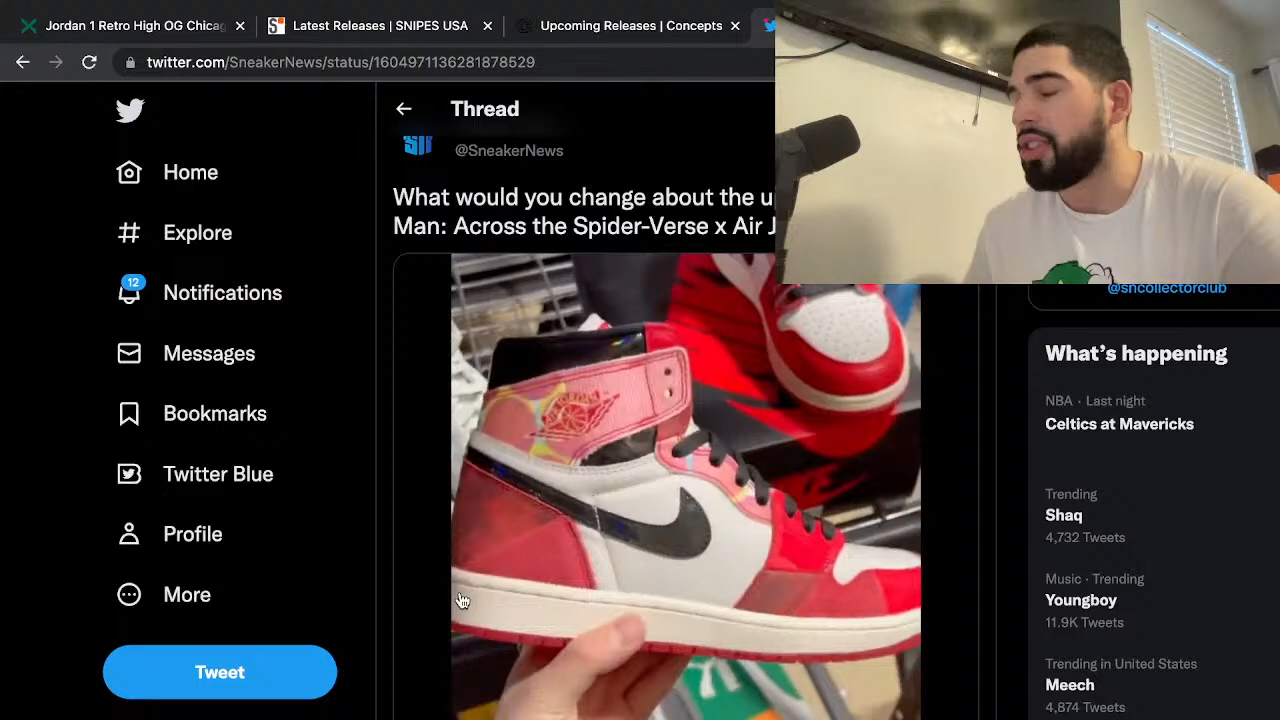 Jordan 1 Retro High OG Chicag
Latest Releases | SNIPES USA
Upcoming Releases | Concepts
twitter.com/SneakerNews/status/1604971136281878529
Thread
@SneakerNews
What would you change about the u
Man: Across the Spider-Verse x Air J
Home
Explore
12
Notifications
Messages
Bookmarks
Twitter Blue
Profile
More
Tweet
@sncollectorclub
What's happening
NBA · Last night
Celtics at Mavericks
Trending
Shaq
4,732 Tweets
Music · Trending
Youngboy
11.9K Tweets
Trending in United States
Meech
4,874 Tweets